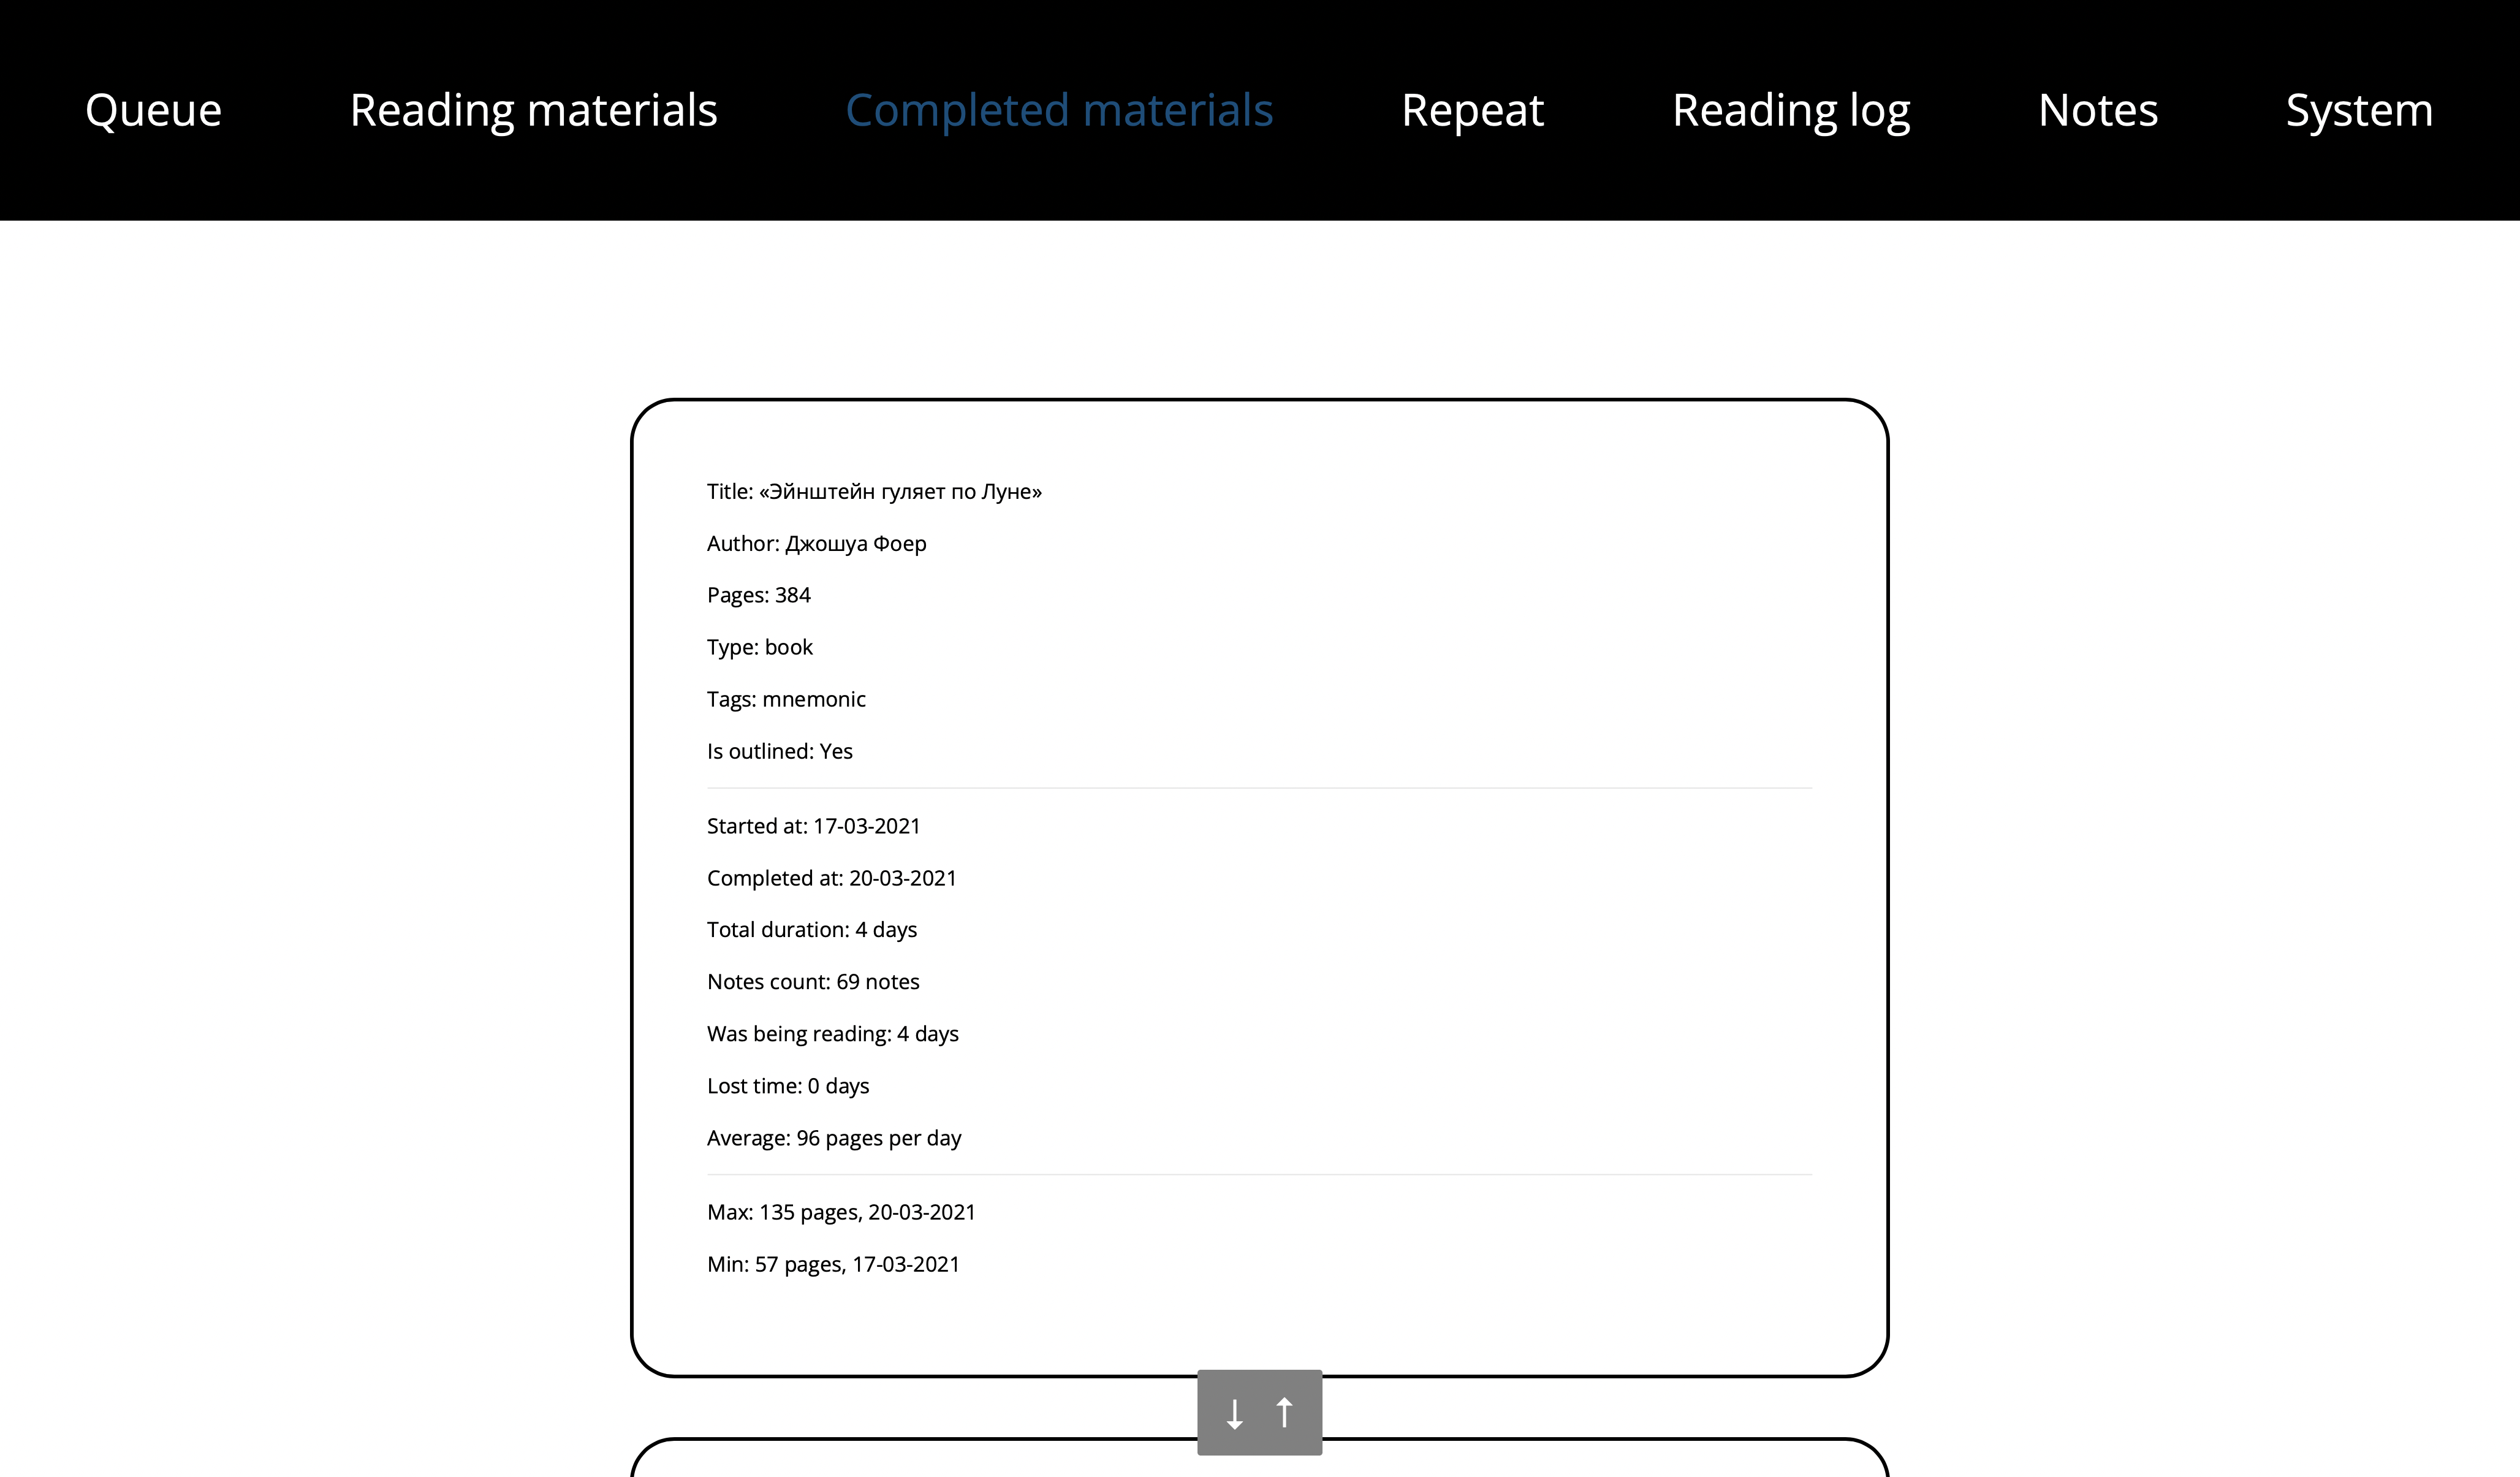 Queue Reading materials Completed materials Repeat Reading log Notes System
Title: «Эйнштейн гуляет по Луне»
Author: Джошуа Фоер
Pages: 384
Type: book
Tags: mnemonic
Is outlined: Yes
Started at: 17-03-2021
Completed at: 20-03-2021
Total duration: 4 days
Notes count: 69 notes
Was being reading: 4 days
Lost time: 0 days
Average: 96 pages per day
Max: 135 pages, 20-03-2021
Min: 57 pages, 17-03-2021
↓ ↑